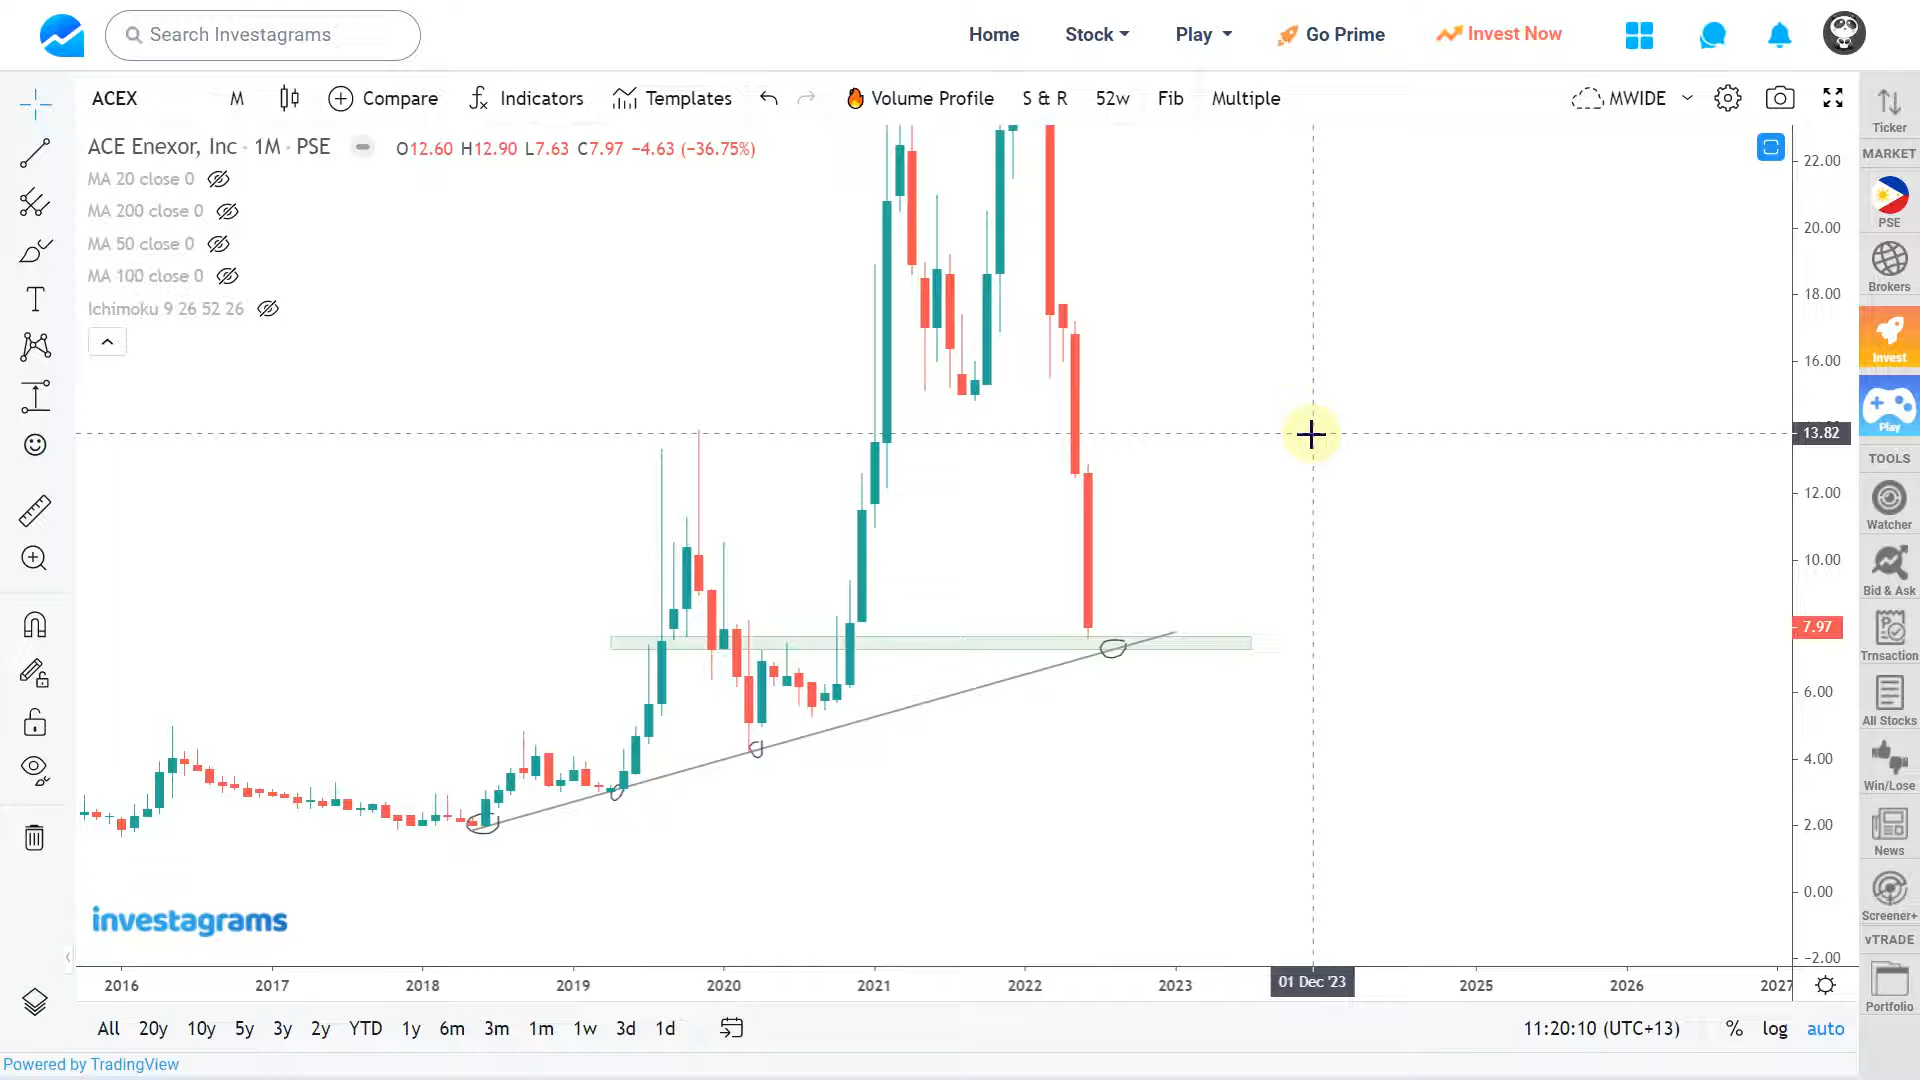 Search Investagrams
Home
Stock
Play
Go Prime
Invest Now
ACEX
M
Compare
Indicators
Templates
Volume Profile
S & R
52w
Fib
Multiple
MWIDE
ACE Enexor, Inc · 1M · PSE
O12.60 H12.90 L7.63 C7.97 −4.63 (−36.75%)
MA 20 close 0
MA 200 close 0
MA 50 close 0
MA 100 close 0
Ichimoku 9 26 52 26
22.00
20.00
18.00
16.00
13.82
12.00
10.00
7.97
6.00
4.00
2.00
0.00
−2.00
investagrams
2016
2017
2018
2019
2020
2021
2022
2023
01 Dec '23
2025
2026
2027
All
20y
10y
5y
3y
2y
YTD
1y
6m
3m
1m
1w
3d
1d
11:20:10 (UTC+13)
%
log
auto
Powered by TradingView
Ticker
MARKET
PSE
Brokers
Invest
Play
TOOLS
Watcher
Bid & Ask
Trnsaction
All Stocks
Win/Lose
News
Screener+
vTRADE
Portfolio